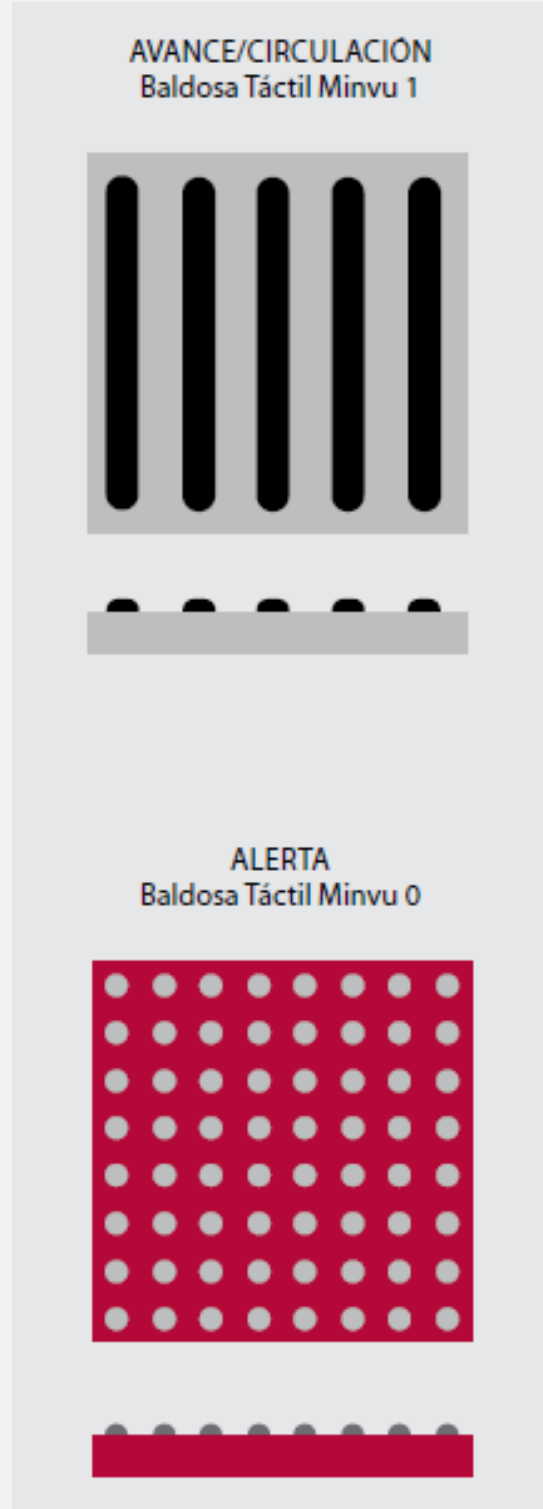 AVANCE/CIRCULACIÓN
Baldosa Táctil Minvu 1
ALERTA
Baldosa Táctil Minvu 0